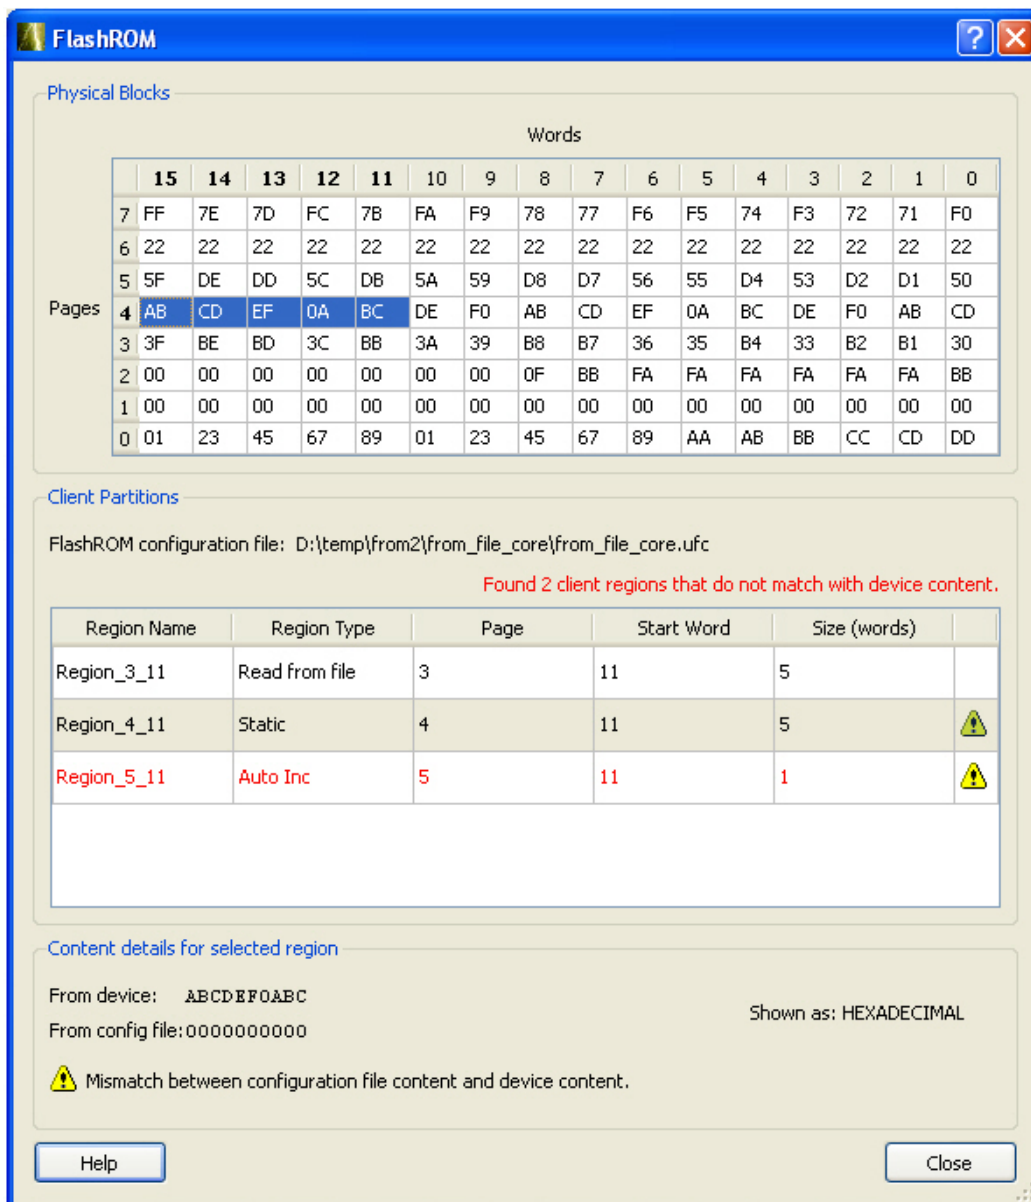 FlashROM
Physical Blocks
Words
15 14 13 12 11 10 9 8 7 6 5 4 3 2 1 0
7 FF 7E 7D FC 7B FA F9 78 77 F6 F5 74 F3 72 71 F0
6 22 22 22 22 22 22 22 22 22 22 22 22 22 22 22 22
5 5F DE DD 5C DB 5A 59 D8 D7 56 55 D4 53 D2 D1 50
Pages 4 AB CD EF 0A BC DE F0 AB CD EF 0A BC DE F0 AB CD
3 3F BE BD 3C BB 3A 39 B8 B7 36 35 B4 33 B2 B1 30
2 00 00 00 00 00 00 00 0F BB FA FA FA FA FA FA BB
1 00 00 00 00 00 00 00 00 00 00 00 00 00 00 00 00
0 01 23 45 67 89 01 23 45 67 89 AA AB BB CC CD DD
Client Partitions
FlashROM configuration file: D:\temp\from2\from_file_core\from_file_core.ufc
Found 2 client regions that do not match with device content.
Region Name Region Type Page Start Word Size (words)
Region_3_11 Read from file 3 11 5
Region_4_11 Static 4 11 5
Region_5_11 Auto Inc 5 11 1
Content details for selected region
From device: ABCDEF0ABC
From config file: 0000000000
Shown as: HEXADECIMAL
Mismatch between configuration file content and device content.
Help Close